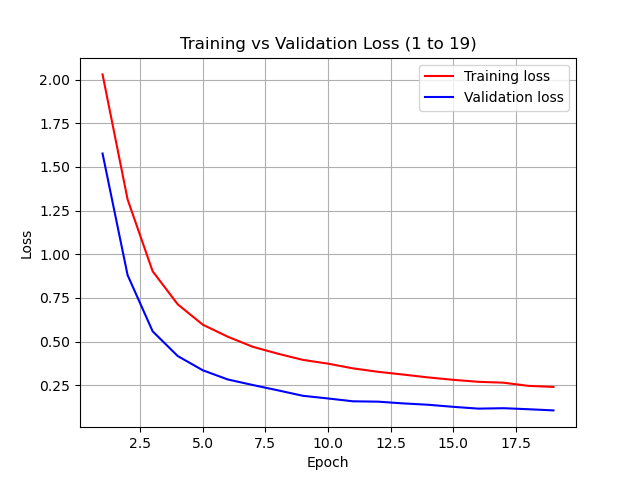 Training vs Validation Loss (1 to 19)
Training loss
Validation loss
2.00
1.75
1.50
1.25
1.00
0.75
0.50
0.25
Loss
2.5 5.0 7.5 10.0 12.5 15.0 17.5
Epoch